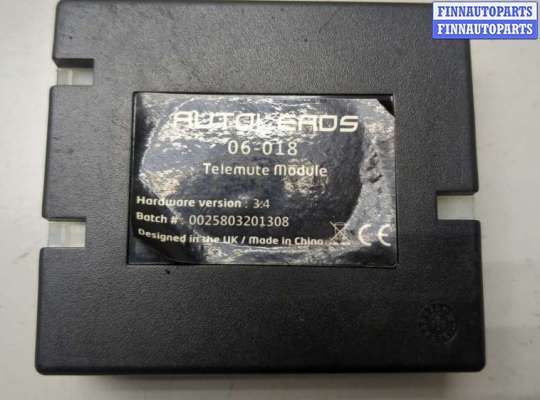 FINNAUTOPARTS
FINNAUTOPARTS
AUTOLEADS
06-018
Telemute Module
Hardware version : 3.4
Batch # : 0025803201308
Designed in the UK / Made in China
CE